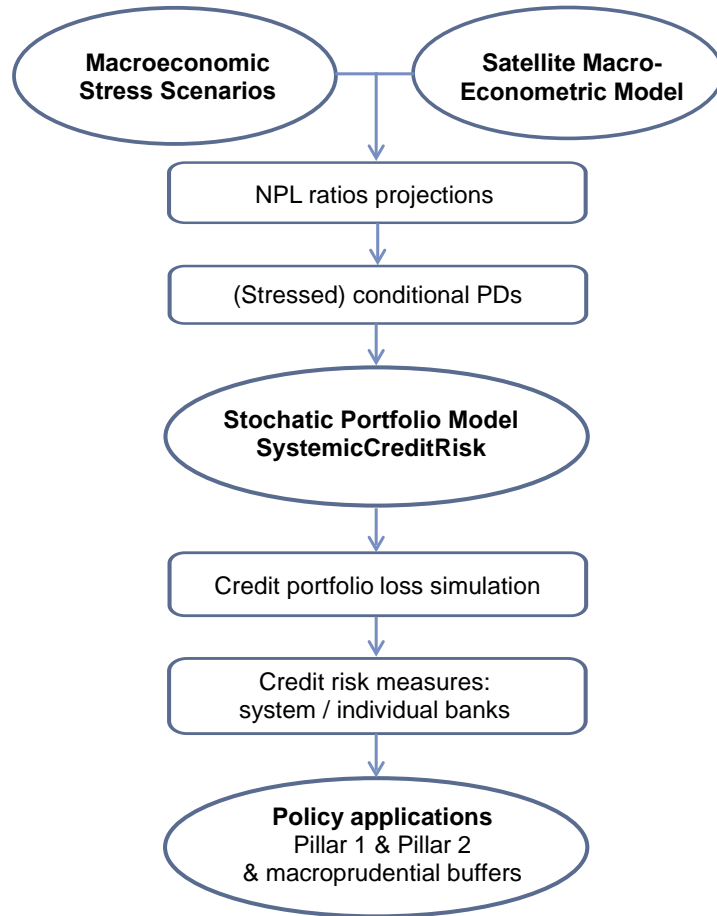 Macroeconomic
Stress Scenarios
Satellite Macro-
Econometric Model
NPL ratios projections
(Stressed) conditional PDs
Stochatic Portfolio Model
SystemicCreditRisk
Credit portfolio loss simulation
Credit risk measures:
system / individual banks
Policy applications
Pillar 1 & Pillar 2
& macroprudential buffers